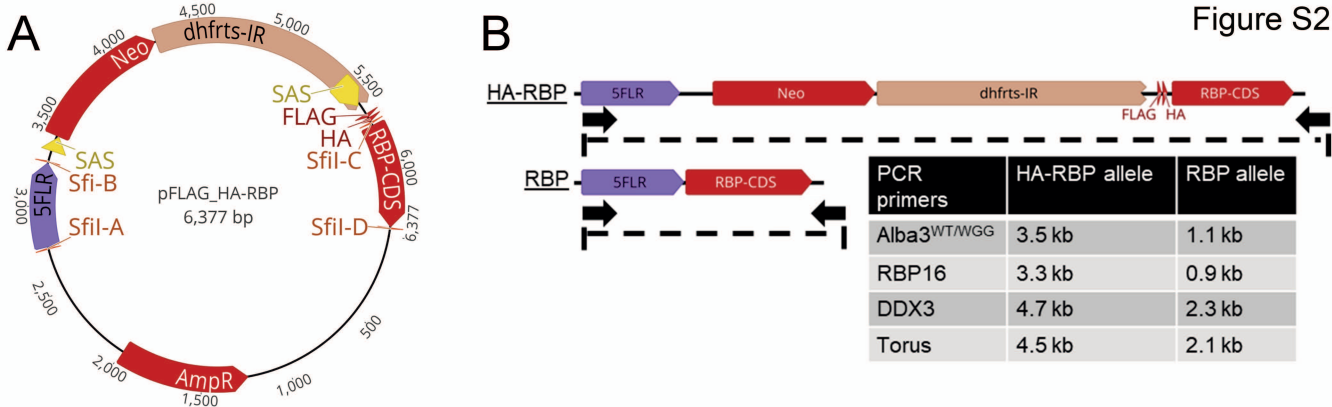 Figure S2
A
4,500
5,000
5,500
6,000
6,377
500
1,000
1,500
2,000
2,500
3,000
3,500
4,000
Neo
dhfrts-IR
SAS
FLAG
HA
SfiI-C
RBP-CDS
SfiI-D
AmpR
SfiI-A
5FLR
Sfi-B
SAS
pFLAG_HA-RBP
6,377 bp
B
HA-RBP 5FLR Neo dhfrts-IR RBP-CDS
FLAG HA
RBP 5FLR RBP-CDS
PCR primers HA-RBP allele RBP allele
Alba3WT/WGG 3.5 kb 1.1 kb
RBP16 3.3 kb 0.9 kb
DDX3 4.7 kb 2.3 kb
Torus 4.5 kb 2.1 kb